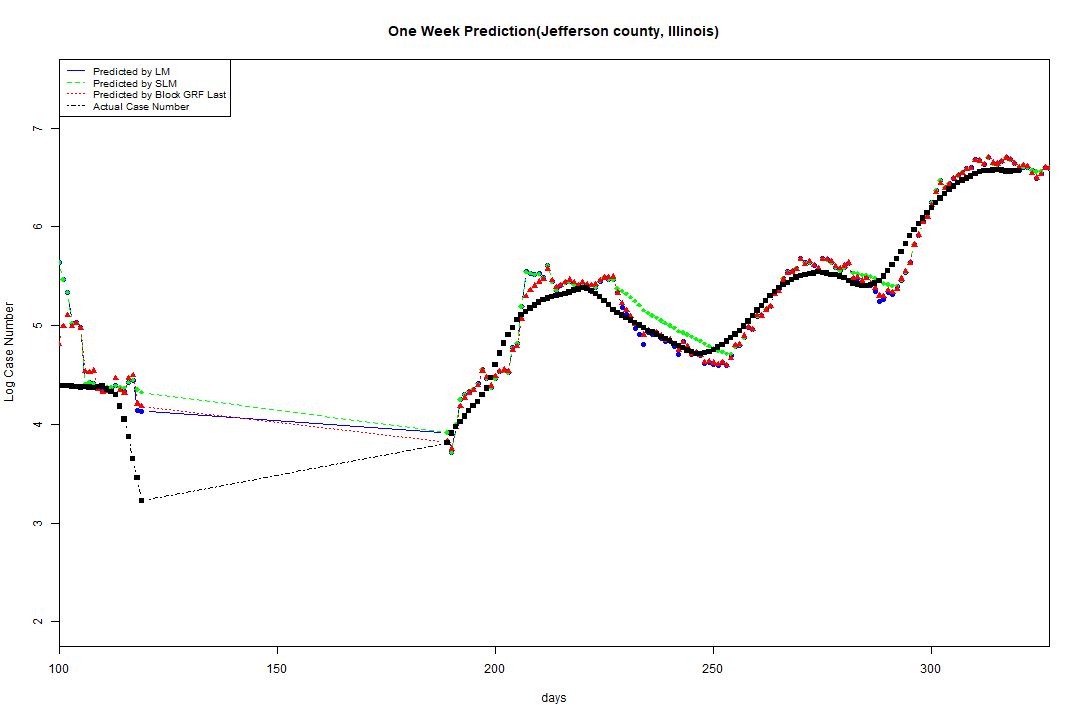 One Week Prediction(Jefferson county, Illinois)
Predicted by LM
Predicted by SLM
Predicted by Block GRF Last
Actual Case Number
7
6
5
4
3
2
Log Case Number
100 150 200 250 300
days